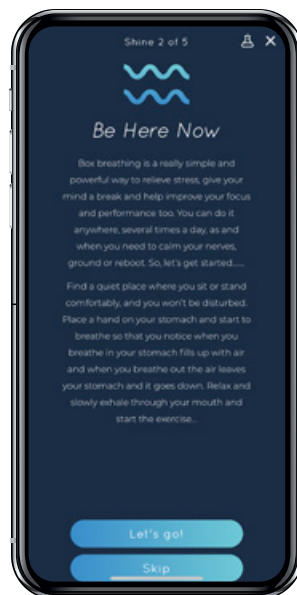 Shine 2 of 5
Be Here Now
Box breathing is a really simple and
powerful way to relieve stress, give your
mind a break and help improve your focus
and performance too. You can do it
anywhere, several times a day, as and
when you need to calm your nerves,
ground or reboot. So, let's get started......
Find a quiet place where you sit or stand
comfortably, and you won't be disturbed.
Place a hand on your stomach and start to
breathe so that you notice when you
breathe in your stomach fills up with air
and when you breathe out the air leaves
your stomach and it goes down. Relax and
slowly exhale through your mouth and
start the exercise...
Let's go!
Skip